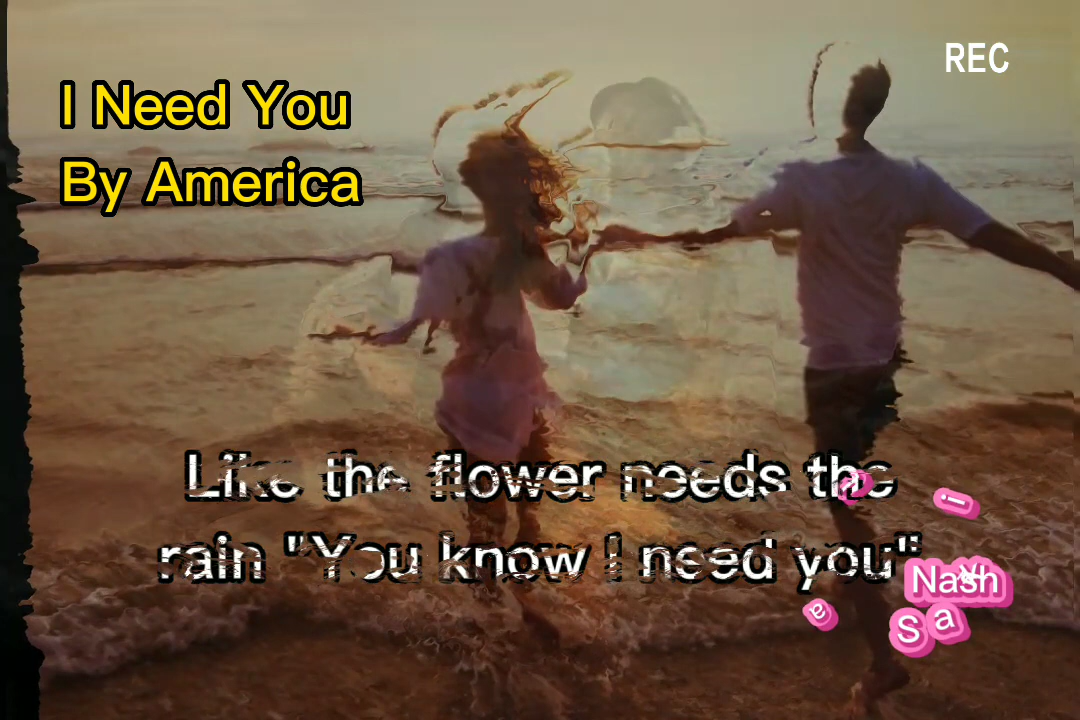 REC
I Need You
By America
Like the flower needs the
rain "You know I need you"
Nash